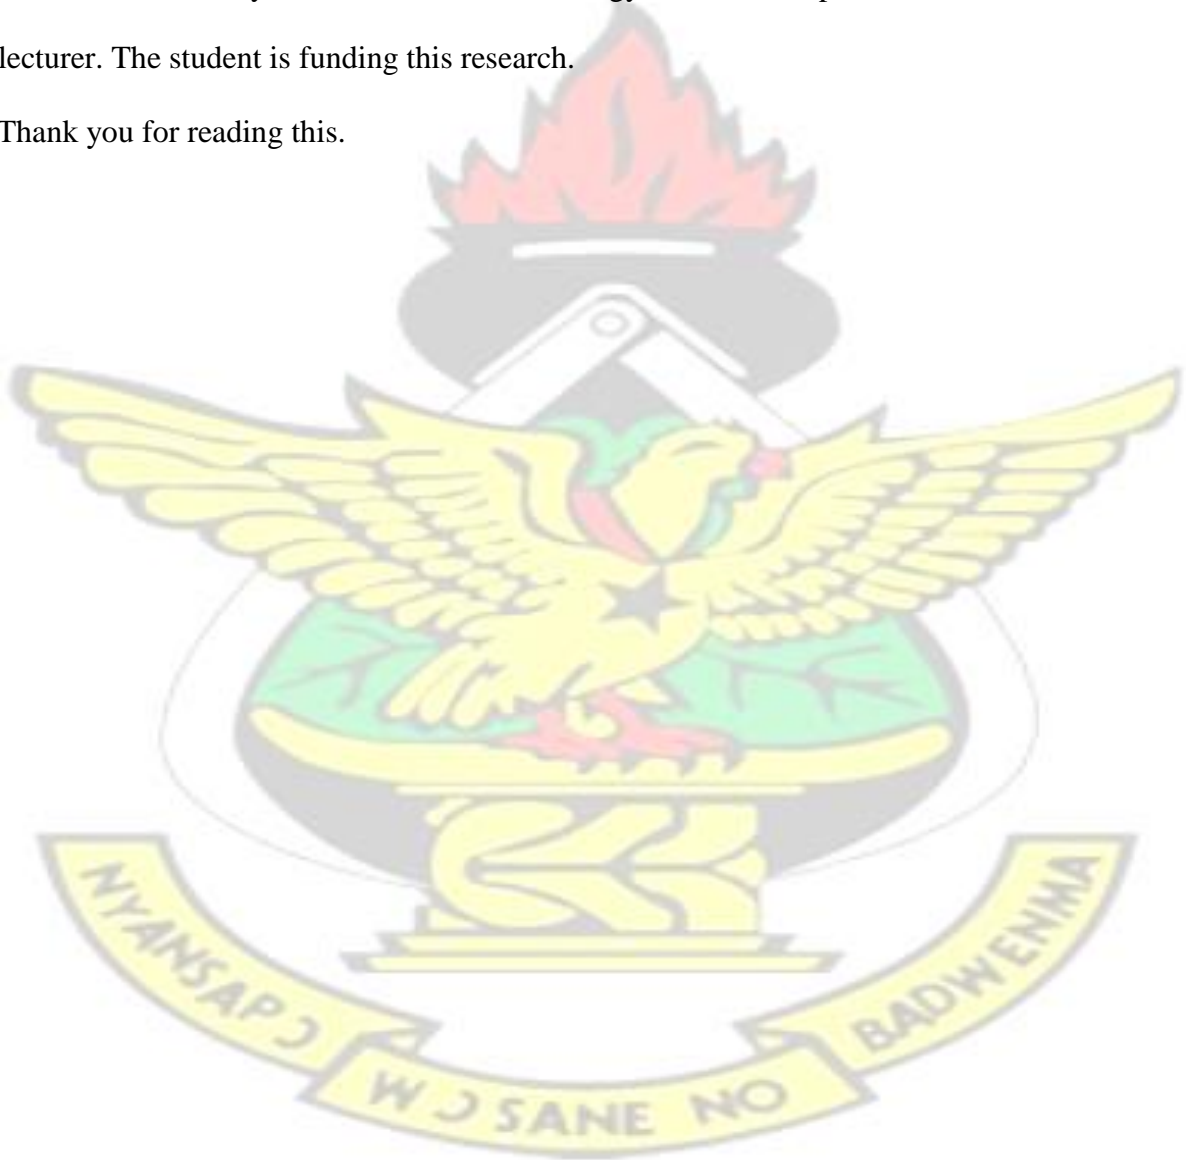 lecturer. The student is funding this research.
Thank you for reading this.
NYANSAPƆ
WƆSANE NO
BADWENMA